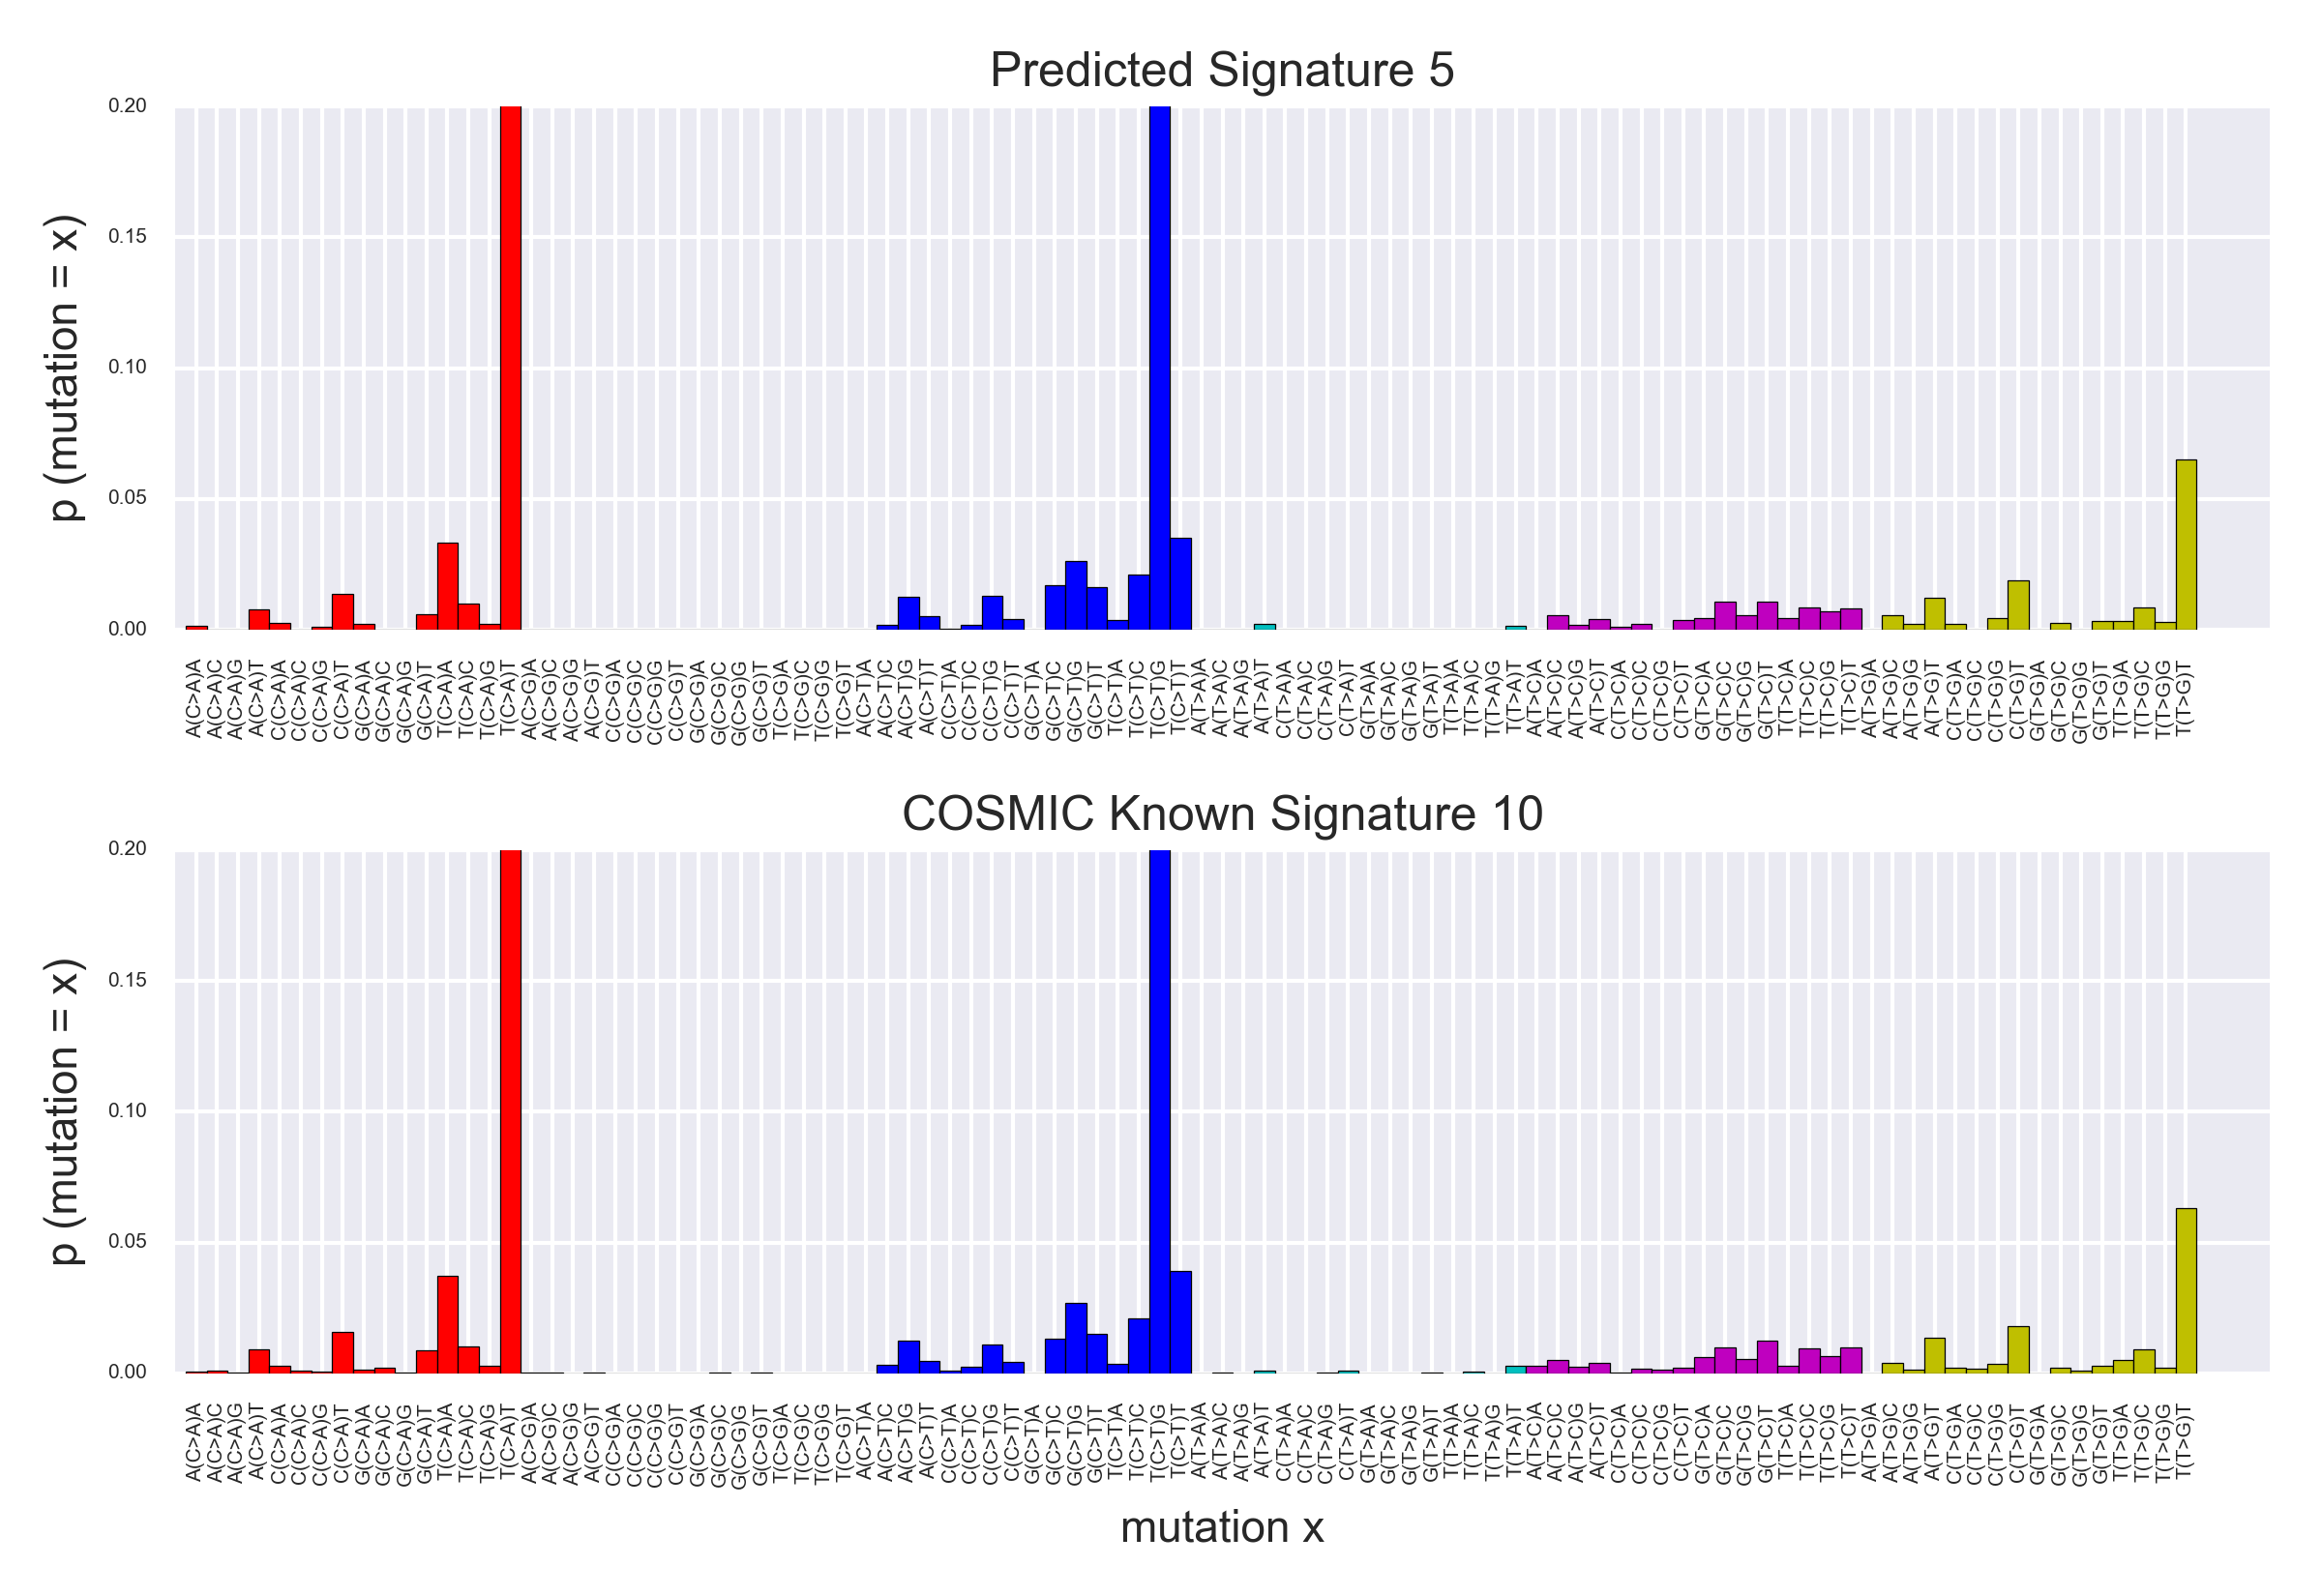 Predicted Signature 5
p (mutation = x)
0.20
0.15
0.10
0.05
0.00
A(C>A)A A(C>A)C A(C>A)G A(C>A)T C(C>A)A C(C>A)C C(C>A)G C(C>A)T G(C>A)A G(C>A)C G(C>A)G G(C>A)T T(C>A)A T(C>A)C T(C>A)G T(C>A)T A(C>G)A A(C>G)C A(C>G)G A(C>G)T C(C>G)A C(C>G)C C(C>G)G C(C>G)T G(C>G)A G(C>G)C G(C>G)G G(C>G)T T(C>G)A T(C>G)C T(C>G)G T(C>G)T A(C>T)A A(C>T)C A(C>T)G A(C>T)T C(C>T)A C(C>T)C C(C>T)G C(C>T)T G(C>T)A G(C>T)C G(C>T)G G(C>T)T T(C>T)A T(C>T)C T(C>T)G T(C>T)T A(T>A)A A(T>A)C A(T>A)G A(T>A)T C(T>A)A C(T>A)C C(T>A)G C(T>A)T G(T>A)A G(T>A)C G(T>A)G G(T>A)T T(T>A)A T(T>A)C T(T>A)G T(T>A)T A(T>C)A A(T>C)C A(T>C)G A(T>C)T C(T>C)A C(T>C)C C(T>C)G C(T>C)T G(T>C)A G(T>C)C G(T>C)G G(T>C)T T(T>C)A T(T>C)C T(T>C)G T(T>C)T A(T>G)A A(T>G)C A(T>G)G A(T>G)T C(T>G)A C(T>G)C C(T>G)G C(T>G)T G(T>G)A G(T>G)C G(T>G)G G(T>G)T T(T>G)A T(T>G)C T(T>G)G T(T>G)T
COSMIC Known Signature 10
p (mutation = x)
0.20
0.15
0.10
0.05
0.00
A(C>A)A A(C>A)C A(C>A)G A(C>A)T C(C>A)A C(C>A)C C(C>A)G C(C>A)T G(C>A)A G(C>A)C G(C>A)G G(C>A)T T(C>A)A T(C>A)C T(C>A)G T(C>A)T A(C>G)A A(C>G)C A(C>G)G A(C>G)T C(C>G)A C(C>G)C C(C>G)G C(C>G)T G(C>G)A G(C>G)C G(C>G)G G(C>G)T T(C>G)A T(C>G)C T(C>G)G T(C>G)T A(C>T)A A(C>T)C A(C>T)G A(C>T)T C(C>T)A C(C>T)C C(C>T)G C(C>T)T G(C>T)A G(C>T)C G(C>T)G G(C>T)T T(C>T)A T(C>T)C T(C>T)G T(C>T)T A(T>A)A A(T>A)C A(T>A)G A(T>A)T C(T>A)A C(T>A)C C(T>A)G C(T>A)T G(T>A)A G(T>A)C G(T>A)G G(T>A)T T(T>A)A T(T>A)C T(T>A)G T(T>A)T A(T>C)A A(T>C)C A(T>C)G A(T>C)T C(T>C)A C(T>C)C C(T>C)G C(T>C)T G(T>C)A G(T>C)C G(T>C)G G(T>C)T T(T>C)A T(T>C)C T(T>C)G T(T>C)T A(T>G)A A(T>G)C A(T>G)G A(T>G)T C(T>G)A C(T>G)C C(T>G)G C(T>G)T G(T>G)A G(T>G)C G(T>G)G G(T>G)T T(T>G)A T(T>G)C T(T>G)G T(T>G)T
mutation x